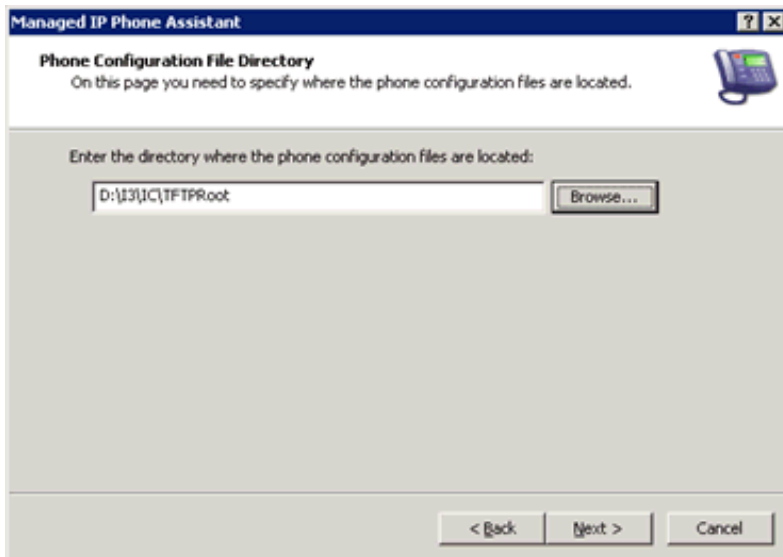 Managed IP Phone Assistant
Phone Configuration File Directory
On this page you need to specify where the phone configuration files are located.
Enter the directory where the phone configuration files are located:
D:\I3\IC\TFTPRoot
Browse...
< Back
Next >
Cancel